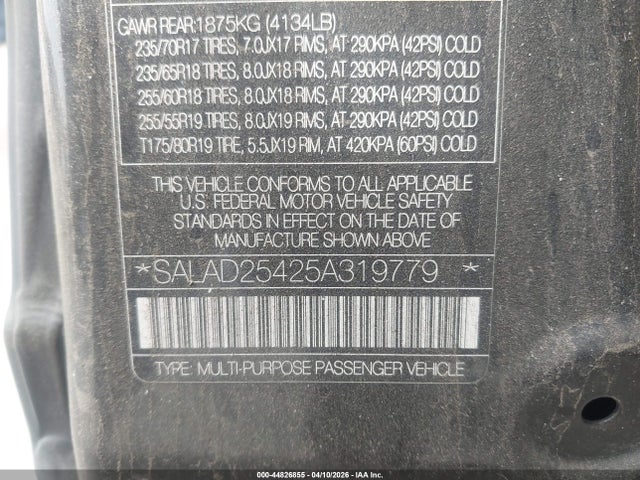 GAWR REAR:1875KG (4134LB)
235/70R17 TIRES, 7.0JX17 RIMS, AT 290KPA (42PSI) COLD
235/65R18 TIRES, 8.0JX18 RIMS, AT 290KPA (42PSI) COLD
255/60R18 TIRES, 8.0JX18 RIMS, AT 290KPA (42PSI) COLD
255/55R19 TIRES, 8.0JX19 RIMS, AT 290KPA (42PSI) COLD
T175/80R19 TIRE, 5.5JX19 RIM, AT 420KPA (60PSI) COLD
THIS VEHICLE CONFORMS TO ALL APPLICABLE
U.S. FEDERAL MOTOR VEHICLE SAFETY
STANDARDS IN EFFECT ON THE DATE OF
MANUFACTURE SHOWN ABOVE
*SALAD25425A319779 *
TYPE: MULTI-PURPOSE PASSENGER VEHICLE
000-44826855 - 04/10/2026 - IAA Inc.